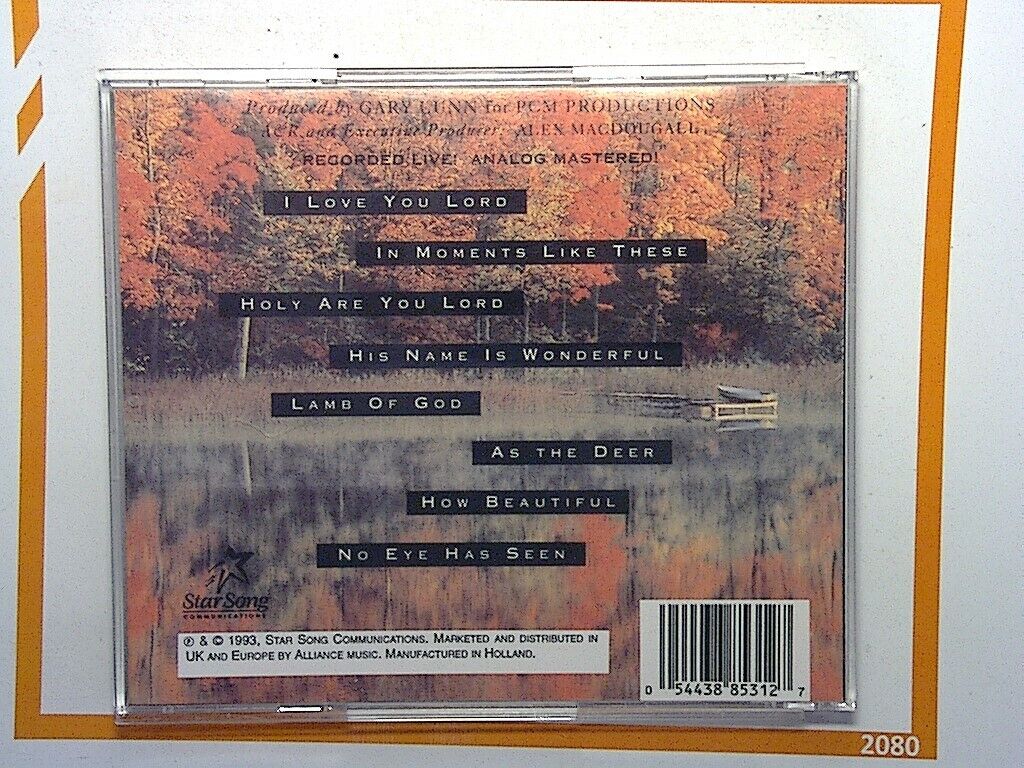 Produced by GARY LUNN for PCM PRODUCTIONS
A&R and Executive Producer: ALEX MACDOUGALL
RECORDED LIVE! ANALOG MASTERED!
I LOVE YOU LORD
IN MOMENTS LIKE THESE
HOLY ARE YOU LORD
HIS NAME IS WONDERFUL
LAMB OF GOD
AS THE DEER
HOW BEAUTIFUL
NO EYE HAS SEEN
StarSong
COMMUNICATIONS
℗ & © 1993, STAR SONG COMMUNICATIONS. MARKETED AND DISTRIBUTED IN
UK AND EUROPE BY ALLIANCE MUSIC. MANUFACTURED IN HOLLAND.
0 54438 85312 7
2080